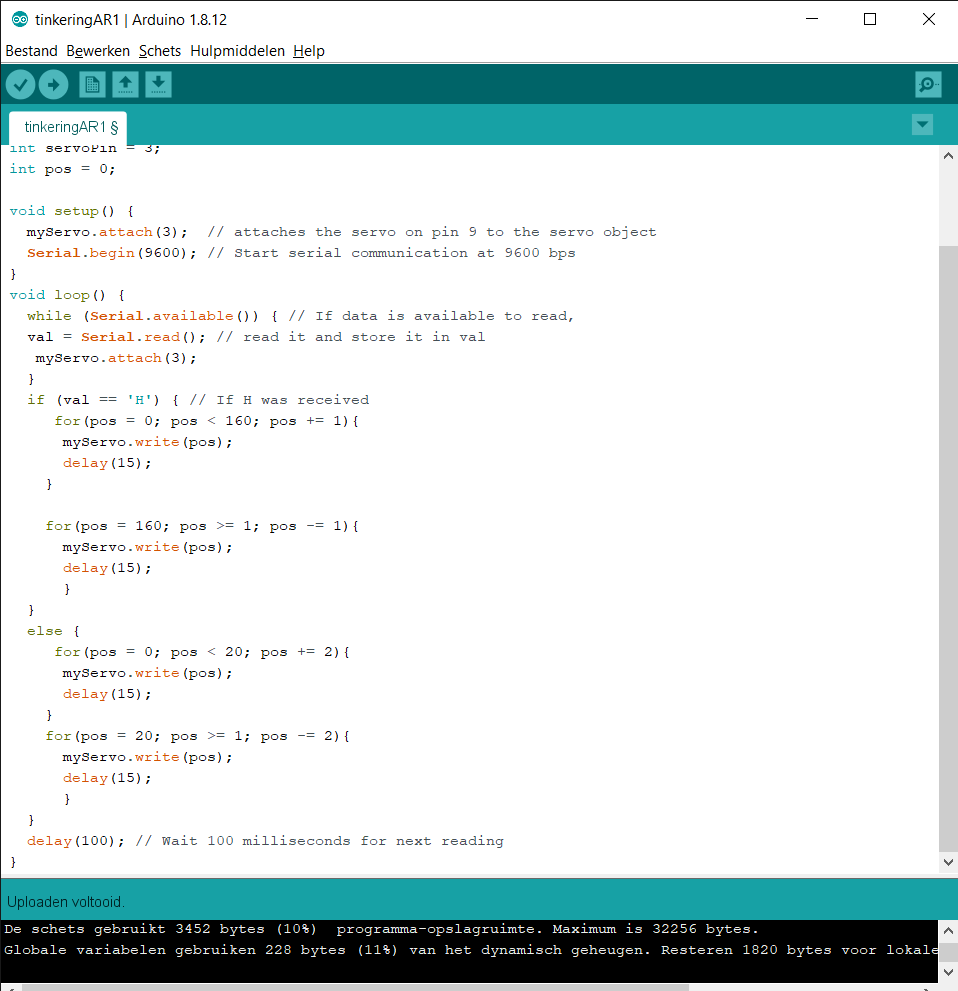 tinkeringAR1 | Arduino 1.8.12
Bestand Bewerken Schets Hulpmiddelen Help
tinkeringAR1 §
int servoPin = 3;
int pos = 0;
void setup() {
myServo.attach(3); // attaches the servo on pin 9 to the servo object
Serial.begin(9600); // Start serial communication at 9600 bps
}
void loop() {
while (Serial.available()) { // If data is available to read,
val = Serial.read(); // read it and store it in val
myServo.attach(3);
}
if (val == 'H') { // If H was received
for(pos = 0; pos < 160; pos += 1){
myServo.write(pos);
delay(15);
}
for(pos = 160; pos >= 1; pos -= 1){
myServo.write(pos);
delay(15);
}
}
else {
for(pos = 0; pos < 20; pos += 2){
myServo.write(pos);
delay(15);
}
for(pos = 20; pos >= 1; pos -= 2){
myServo.write(pos);
delay(15);
}
}
delay(100); // Wait 100 milliseconds for next reading
}
Uploaden voltooid.
De schets gebruikt 3452 bytes (10%) programma-opslagruimte. Maximum is 32256 bytes.
Globale variabelen gebruiken 228 bytes (11%) van het dynamisch geheugen. Resteren 1820 bytes voor lokale